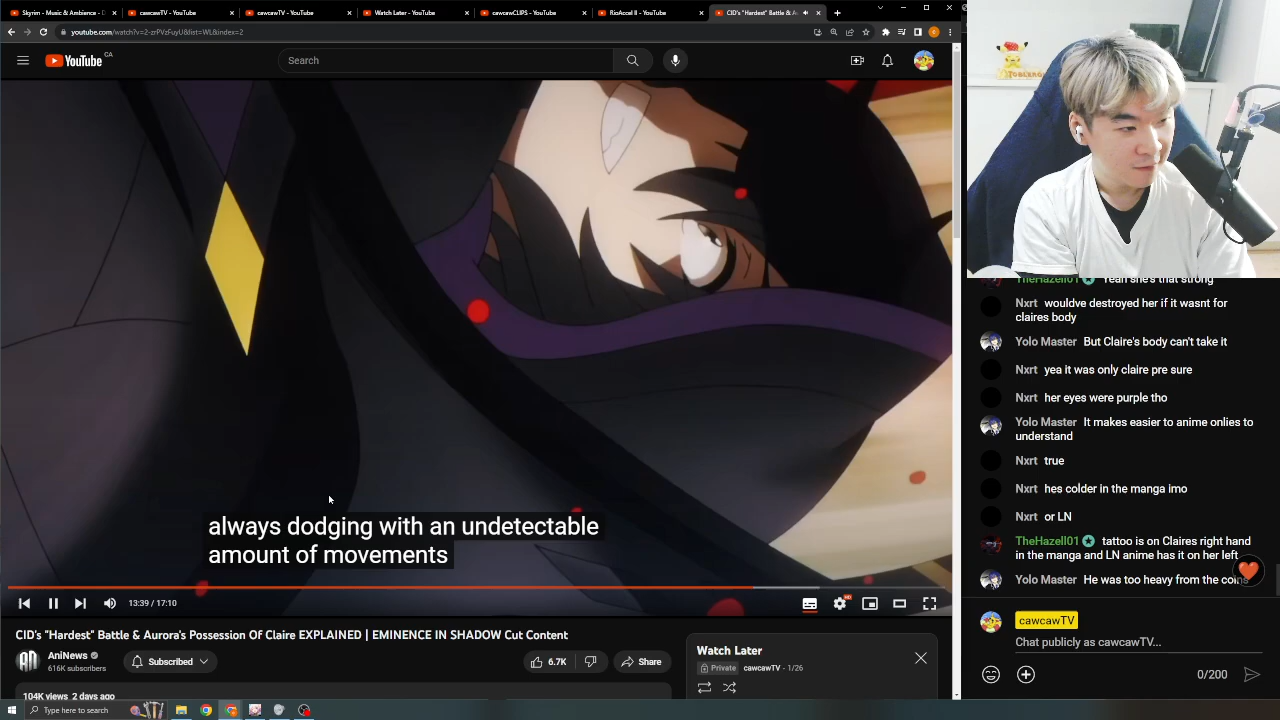 Skyrim - Music & Ambience - D
cawcawTV - YouTube
cawcawTV - YouTube
Watch Later - YouTube
cawcawCLIPS - YouTube
RioAccel II - YouTube
CID's "Hardest" Battle & A
youtube.com/watch?v=2-zrPVzFuyU&list=WL&index=2
YouTube CA
Search
always dodging with an undetectable
amount of movements
13:39 / 17:10
CID's "Hardest" Battle & Aurora's Possession Of Claire EXPLAINED | EMINENCE IN SHADOW Cut Content
AniNews
616K subscribers
Subscribed
6.7K
Share
104K views 2 days ago
Watch Later
Private cawcawTV - 1/26
TheHazell01 Yeah she's that strong
Nxrt wouldve destroyed her if it wasnt for
claires body
Yolo Master But Claire's body can't take it
Nxrt yea it was only claire pre sure
Nxrt her eyes were purple tho
Yolo Master It makes easier to anime onlies to
understand
Nxrt true
Nxrt hes colder in the manga imo
Nxrt or LN
TheHazell01 tattoo is on Claires right hand
in the manga and LN anime has it on her left
Yolo Master He was too heavy from the coins
cawcawTV
Chat publicly as cawcawTV...
0/200
Type here to search